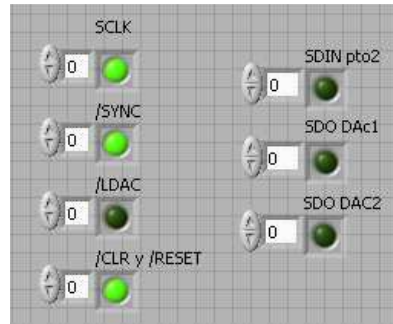 SCLK
0
/SYNC
0
/LDAC
0
/CLR y /RESET
0
SDIN pto2
0
SDO DAc1
0
SDO DAC2
0